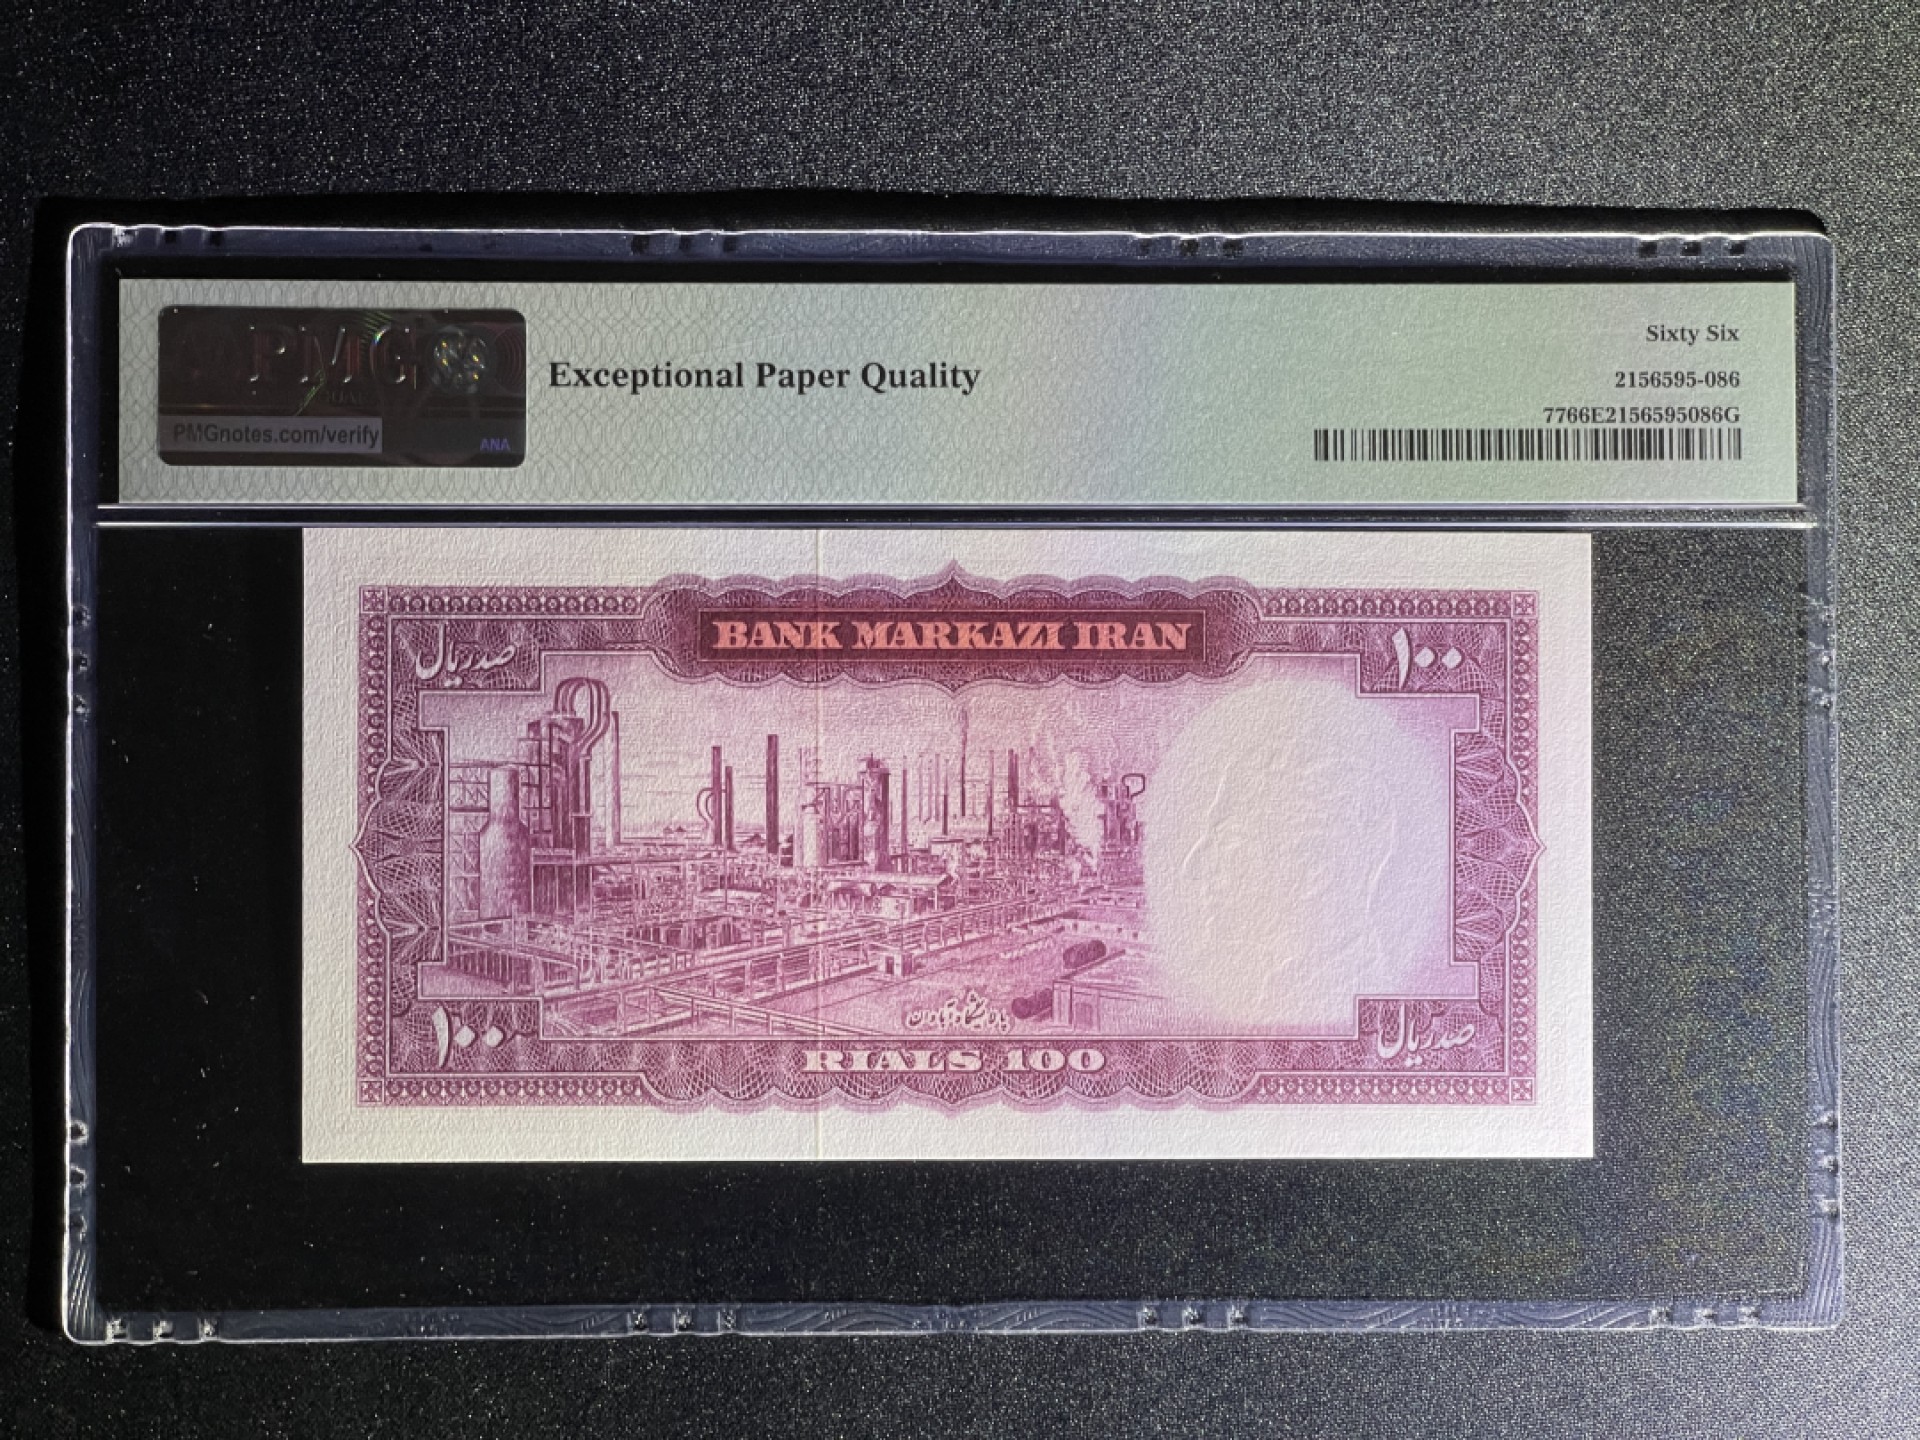 PMG
PMGnotes.com/verify
ANA
Exceptional Paper Quality
Sixty Six
2156595-086
7766E2156595086G
BANK MARKAZI IRAN
صد ریال
۱۰۰
۱۰۰
RIALS 100
صد ریال